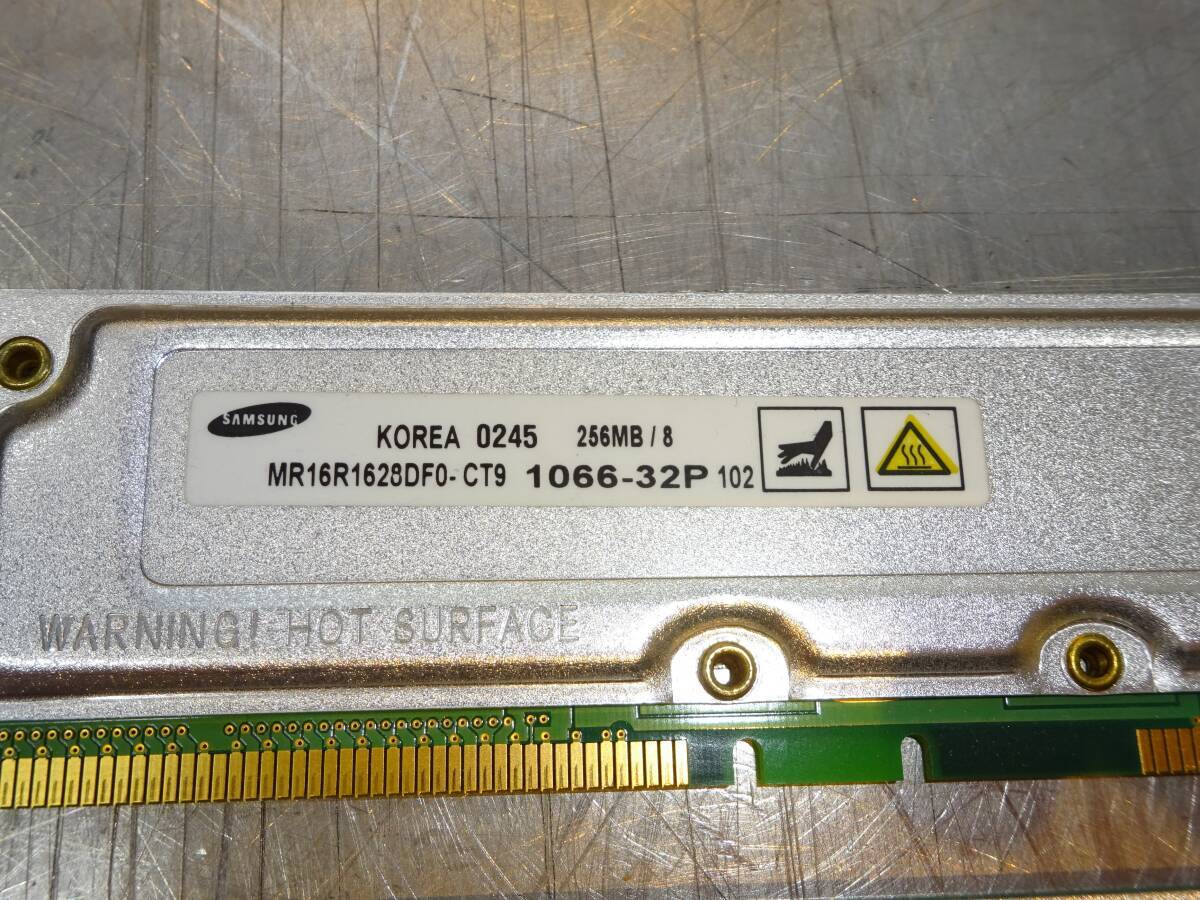 SAMSUNG
KOREA 0245 256MB / 8
MR16R1628DF0-CT9 1066-32P 102
WARNING! HOT SURFACE